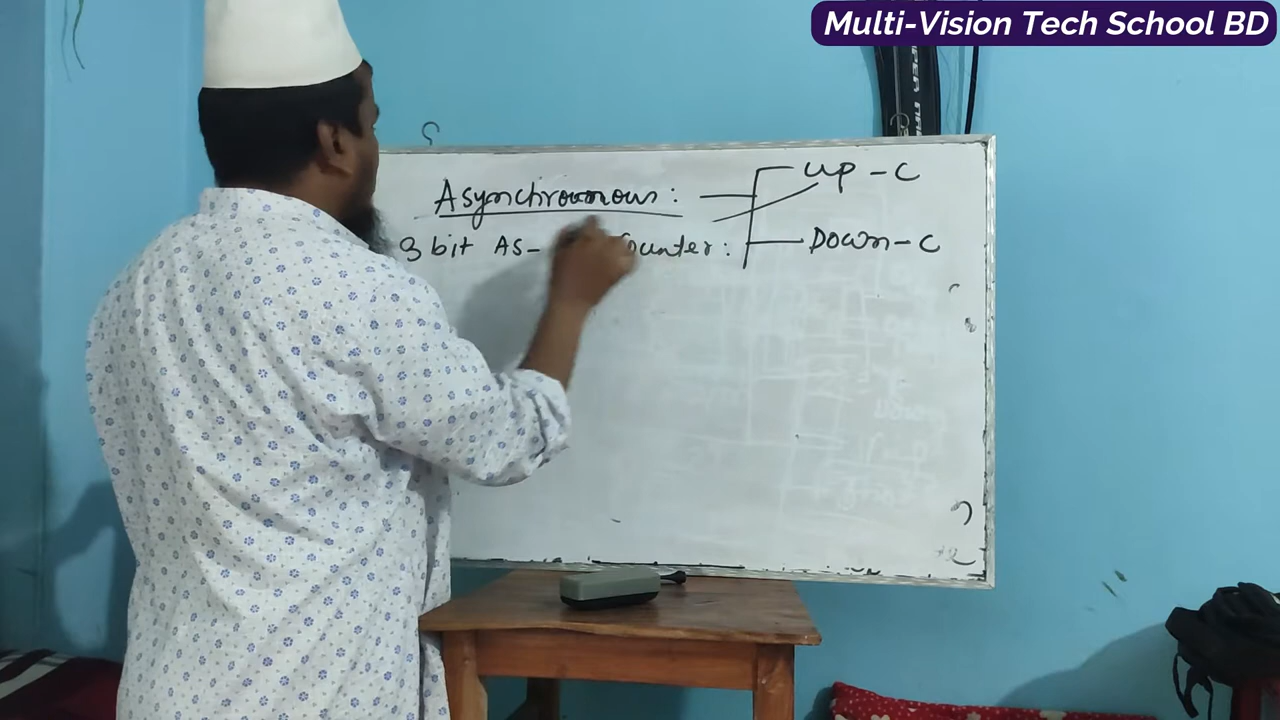 Multi-Vision Tech School BD
Asynchronous : Up - C
3 bit AS- Counter : Down - C